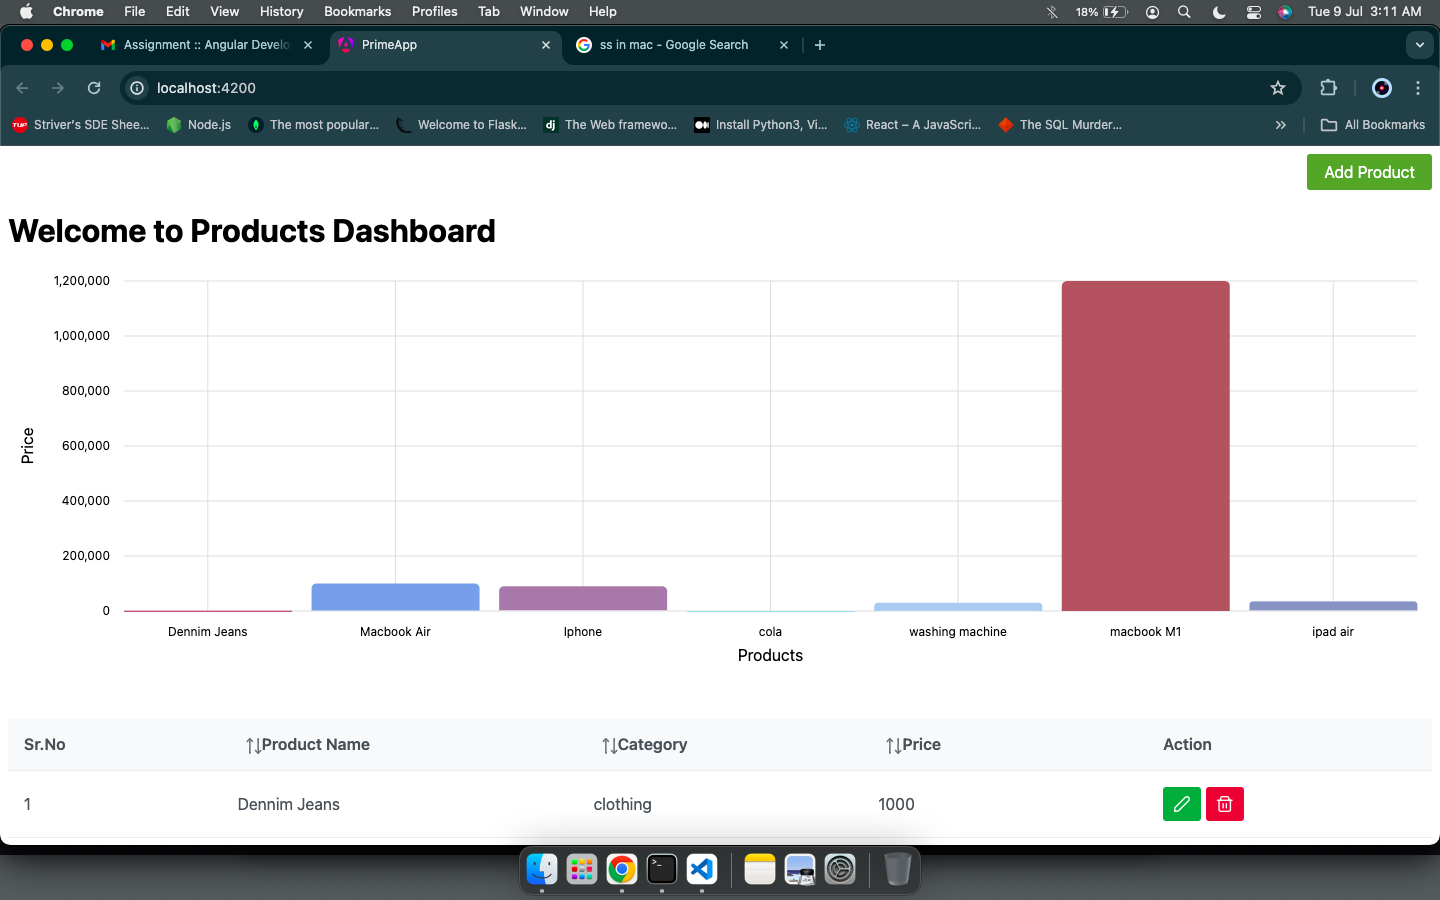 Chrome File Edit View History Bookmarks Profiles Tab Window Help 18% Tue 9 Jul 3:11 AM
Assignment :: Angular Develo PrimeApp ss in mac - Google Search
localhost:4200
TUF Striver's SDE Shee... Node.js The most popular... Welcome to Flask... dj The Web framewo... Install Python3, Vi... React – A JavaScri... The SQL Murder... All Bookmarks
Add Product
Welcome to Products Dashboard
1,200,000
1,000,000
800,000
600,000
400,000
200,000
0
Price
Dennim Jeans Macbook Air Iphone cola washing machine macbook M1 ipad air
Products
Sr.No Product Name Category Price Action
1 Dennim Jeans clothing 1000